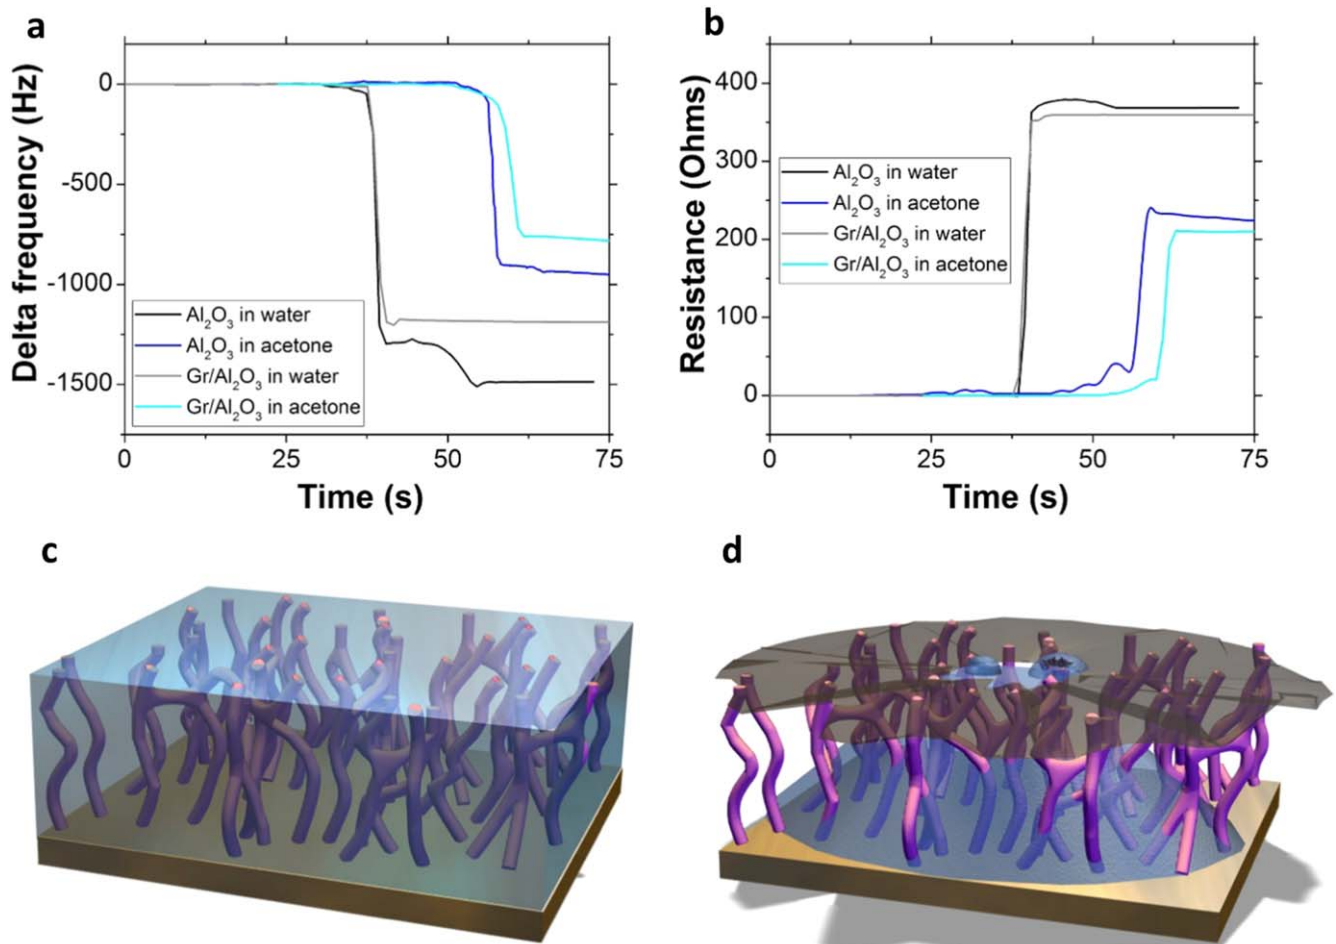 a
Delta frequency (Hz)
0
-500
-1000
-1500
Al₂O₃ in water
Al₂O₃ in acetone
Gr/Al₂O₃ in water
Gr/Al₂O₃ in acetone
0 25 50 75
Time (s)
b
Resistance (Ohms)
400
300
200
100
0
Al₂O₃ in water
Al₂O₃ in acetone
Gr/Al₂O₃ in water
Gr/Al₂O₃ in acetone
0 25 50 75
Time (s)
c
d